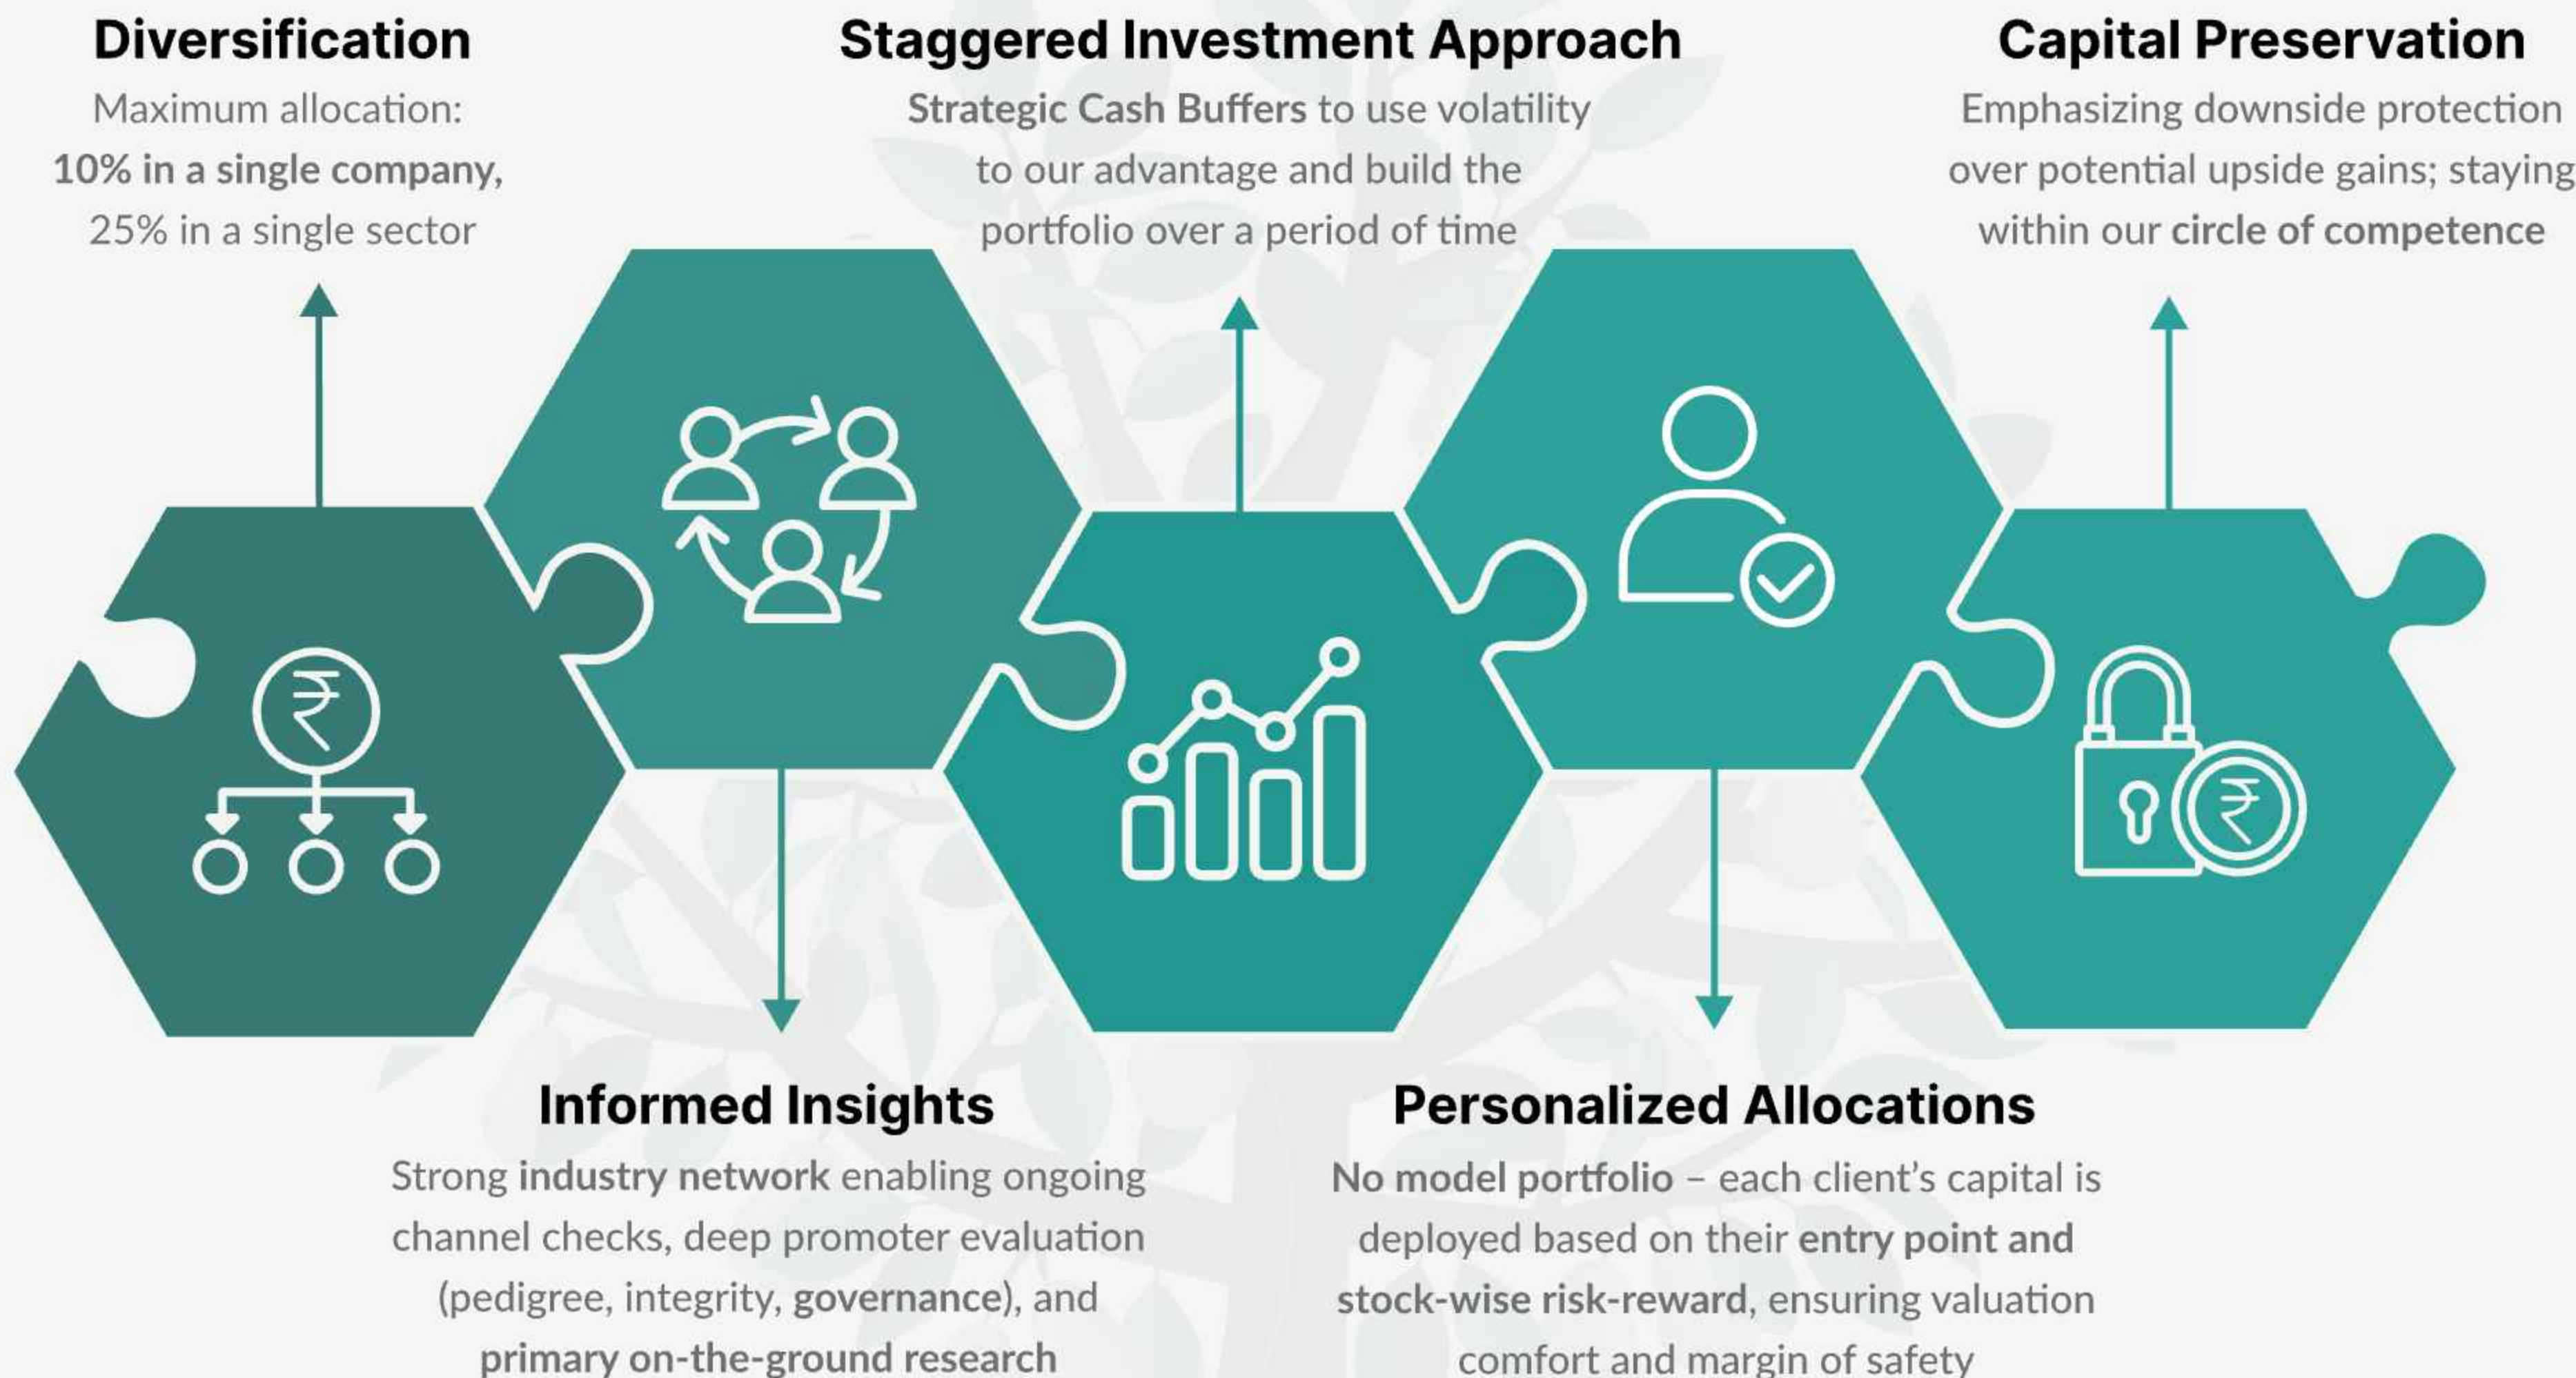 Diversification
Maximum allocation:
10% in a single company,
25% in a single sector
Staggered Investment Approach
Strategic Cash Buffers to use volatility
to our advantage and build the
portfolio over a period of time
Capital Preservation
Emphasizing downside protection
over potential upside gains; staying
within our circle of competence
₹
₹
Informed Insights
Strong industry network enabling ongoing
channel checks, deep promoter evaluation
(pedigree, integrity, governance), and
primary on-the-ground research
Personalized Allocations
No model portfolio – each client’s capital is
deployed based on their entry point and
stock-wise risk-reward, ensuring valuation
comfort and margin of safety